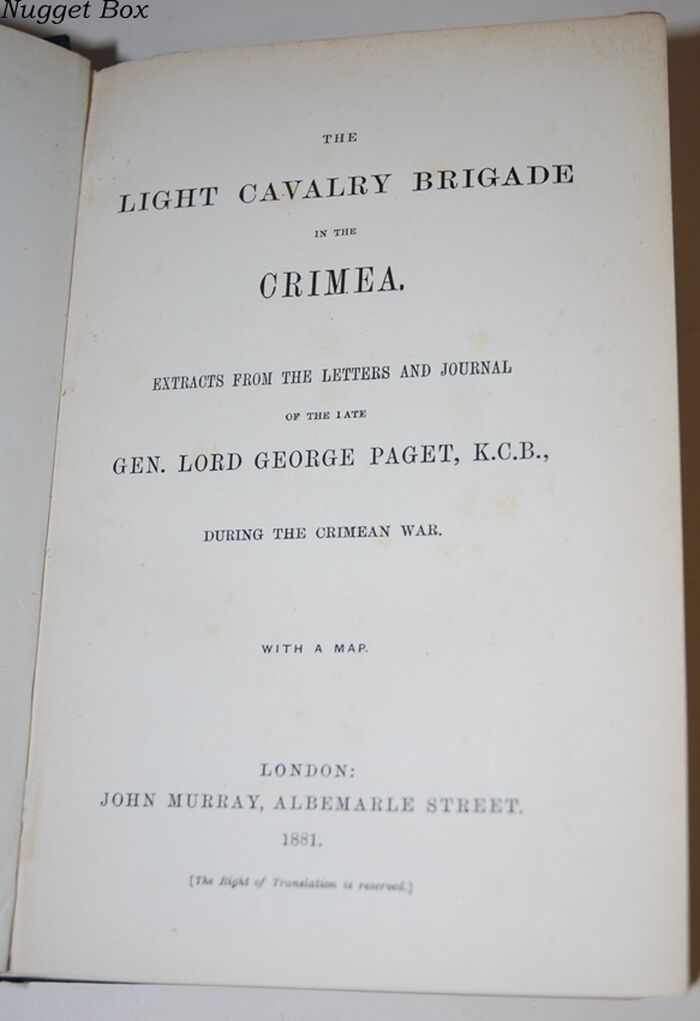 Nugget Box
THE
LIGHT CAVALRY BRIGADE
IN THE
CRIMEA.
EXTRACTS FROM THE LETTERS AND JOURNAL
OF THE LATE
GEN. LORD GEORGE PAGET, K.C.B.,
DURING THE CRIMEAN WAR.
WITH A MAP.
LONDON:
JOHN MURRAY, ALBEMARLE STREET.
1881.
[The Right of Translation is reserved.]